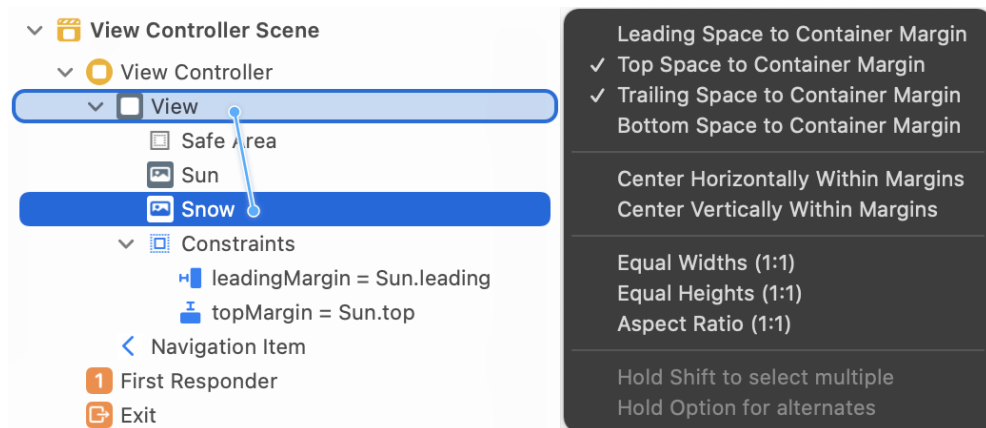 View Controller Scene
View Controller
View
Safe Area
Sun
Snow
Constraints
leadingMargin = Sun.leading
topMargin = Sun.top
Navigation Item
1 First Responder
Exit
Leading Space to Container Margin
✓ Top Space to Container Margin
✓ Trailing Space to Container Margin
Bottom Space to Container Margin
Center Horizontally Within Margins
Center Vertically Within Margins
Equal Widths (1:1)
Equal Heights (1:1)
Aspect Ratio (1:1)
Hold Shift to select multiple
Hold Option for alternates